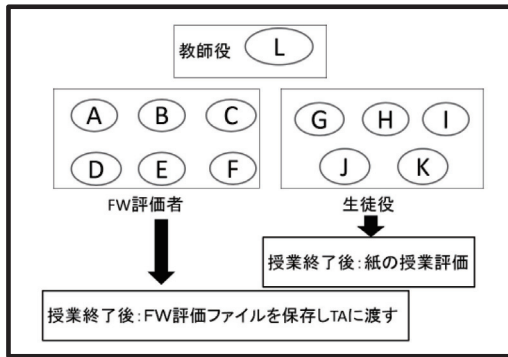 教師役 L
A B C
D E F
FW評価者
G H I
J K
生徒役
授業終了後:紙の授業評価
授業終了後:FW評価ファイルを保存しTAに渡す